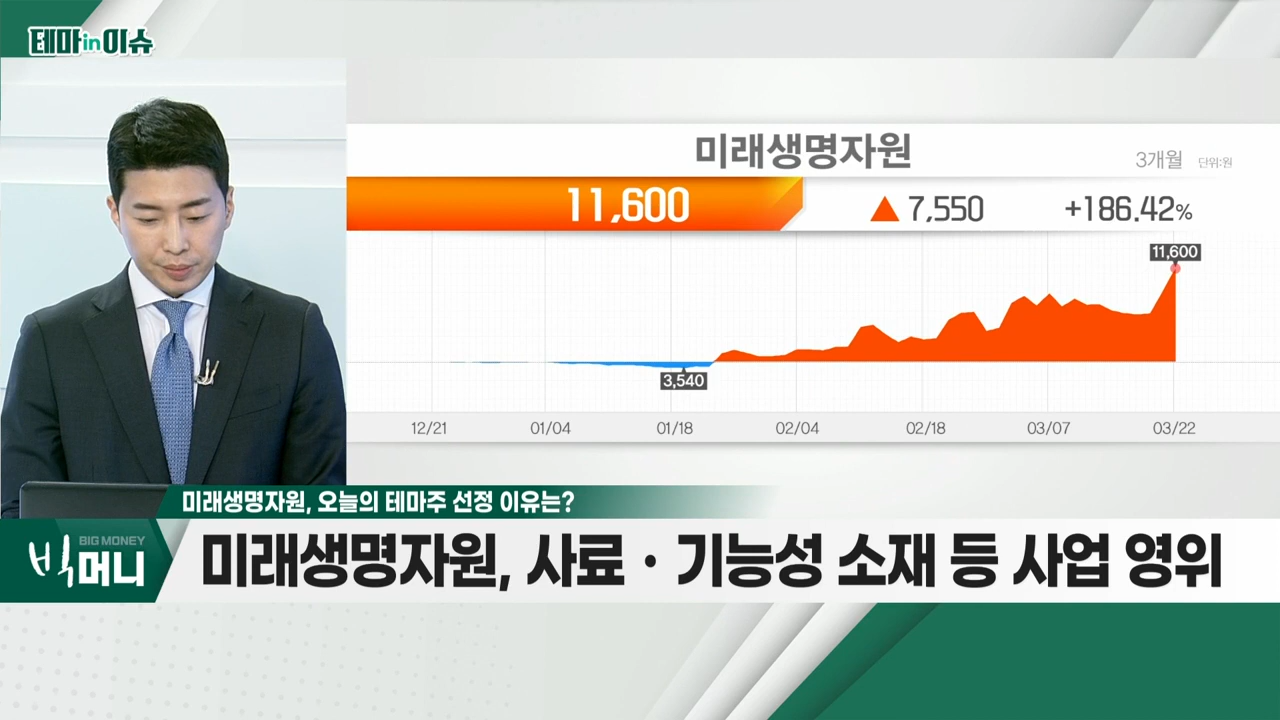 테마in이슈
미래생명자원
3개월 단위:원
11,600 ▲ 7,550 +186.42%
11,600
3,540
12/21 01/04 01/18 02/04 02/18 03/07 03/22
미래생명자원, 오늘의 테마주 선정 이유는?
BIG MONEY
빅머니
미래생명자원, 사료·기능성 소재 등 사업 영위